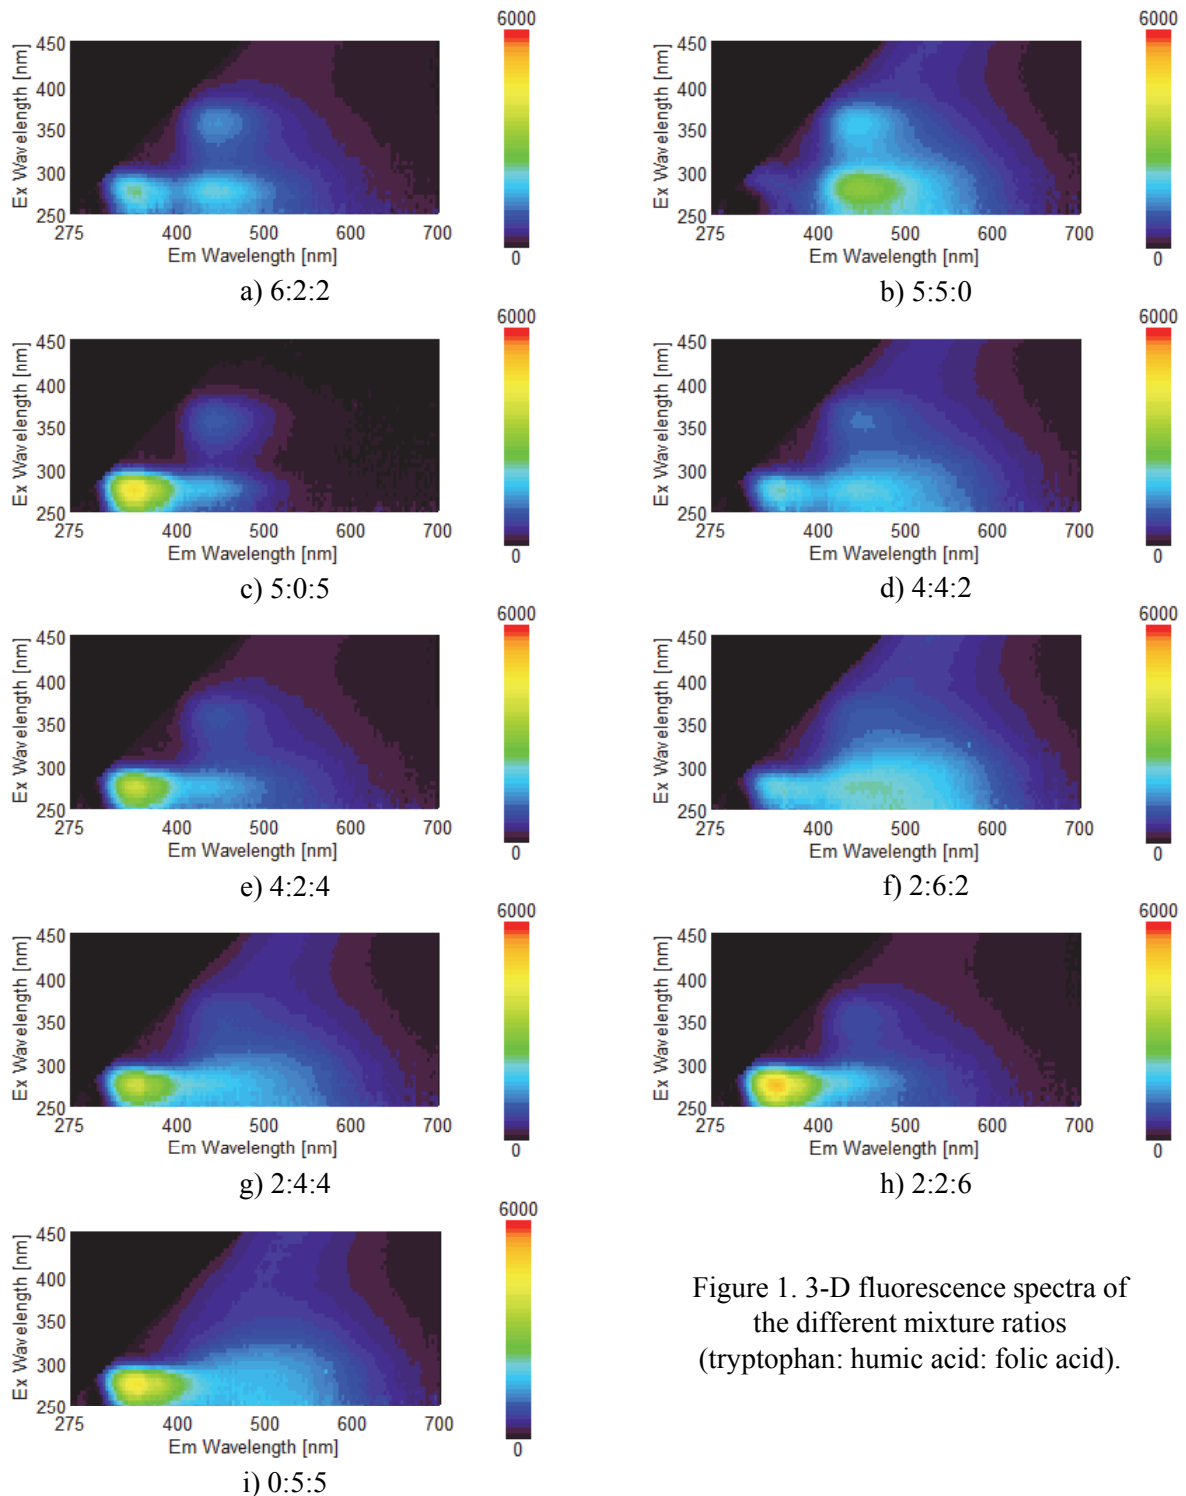 6000
450
400
350
300
250
Ex Wavelength [nm]
275 400 500 600 700
Em Wavelength [nm]
0
a) 6:2:2
6000
450
400
350
300
250
Ex Wavelength [nm]
275 400 500 600 700
Em Wavelength [nm]
0
b) 5:5:0
6000
450
400
350
300
250
Ex Wavelength [nm]
275 400 500 600 700
Em Wavelength [nm]
0
c) 5:0:5
6000
450
400
350
300
250
Ex Wavelength [nm]
275 400 500 600 700
Em Wavelength [nm]
0
d) 4:4:2
6000
450
400
350
300
250
Ex Wavelength [nm]
275 400 500 600 700
Em Wavelength [nm]
0
e) 4:2:4
6000
450
400
350
300
250
Ex Wavelength [nm]
275 400 500 600 700
Em Wavelength [nm]
0
f) 2:6:2
6000
450
400
350
300
250
Ex Wavelength [nm]
275 400 500 600 700
Em Wavelength [nm]
0
g) 2:4:4
6000
450
400
350
300
250
Ex Wavelength [nm]
275 400 500 600 700
Em Wavelength [nm]
0
h) 2:2:6
6000
450
400
350
300
250
Ex Wavelength [nm]
275 400 500 600 700
Em Wavelength [nm]
0
i) 0:5:5
Figure 1. 3-D fluorescence spectra of
the different mixture ratios
(tryptophan: humic acid: folic acid).